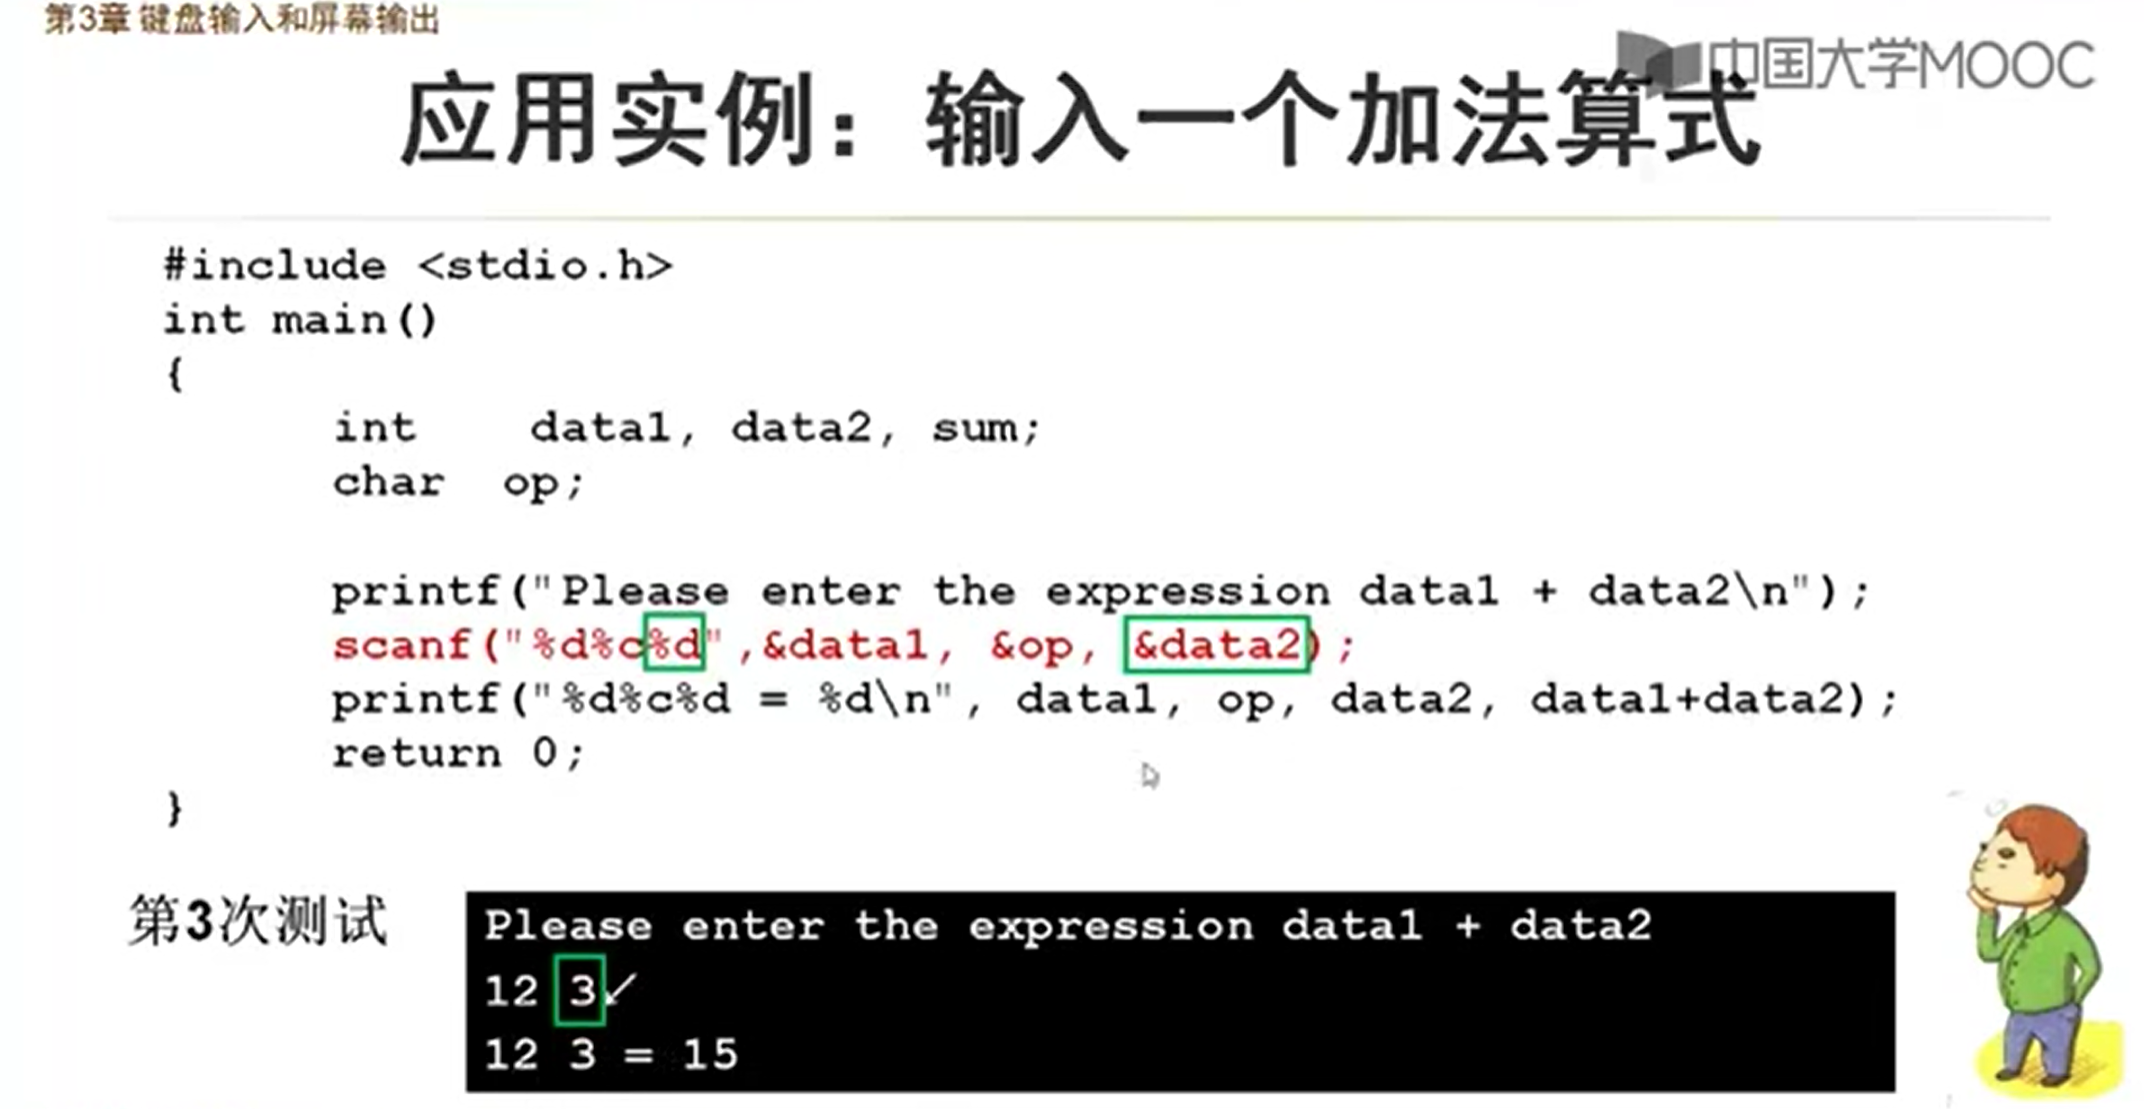 第3章 键盘输入和屏幕输出
中国大学MOOC
应用实例：输入一个加法算式
#include <stdio.h>
int main()
{
int data1, data2, sum;
char op;
printf("Please enter the expression data1 + data2\n");
scanf("%d%c%d",&data1, &op, &data2);
printf("%d%c%d = %d\n", data1, op, data2, data1+data2);
return 0;
}
第3次测试
Please enter the expression data1 + data2
12 3↙
12 3 = 15